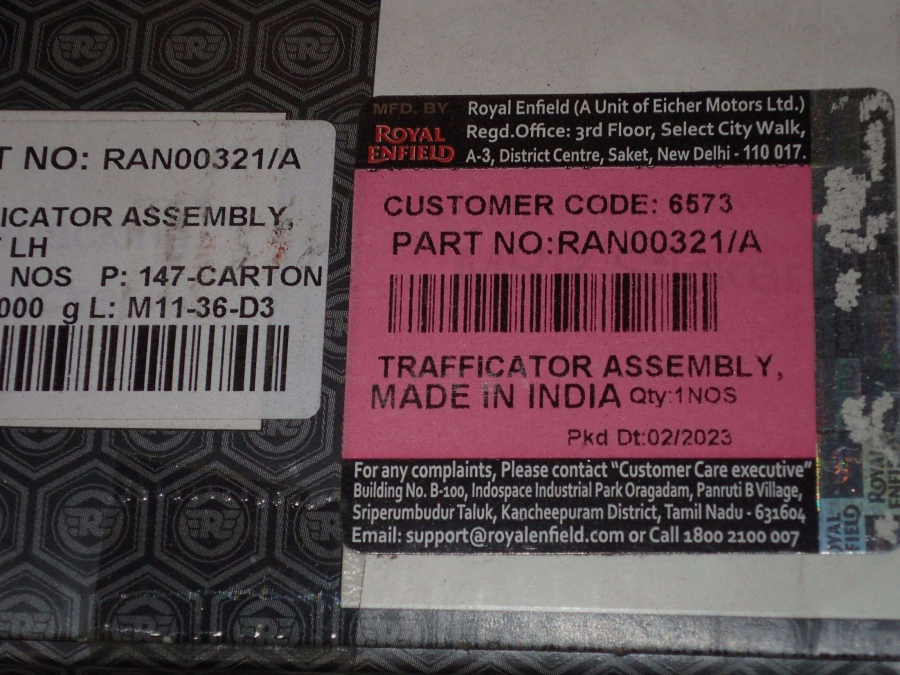 T NO: RAN00321/A
ICATOR ASSEMBLY,
LH
NOS P: 147-CARTON
000 g L: M11-36-D3
MFD. BY
ROYAL
ENFIELD
Royal Enfield (A Unit of Eicher Motors Ltd.)
Regd.Office: 3rd Floor, Select City Walk,
A-3, District Centre, Saket, New Delhi - 110 017.
CUSTOMER CODE: 6573
PART NO:RAN00321/A
TRAFFICATOR ASSEMBLY,
MADE IN INDIA Qty:1NOS
Pkd Dt:02/2023
For any complaints, Please contact “Customer Care executive”
Building No. B-100, Indospace Industrial Park Oragadam, Panruti B Village,
Sriperumbudur Taluk, Kancheepuram District, Tamil Nadu - 631604
Email: support@royalenfield.com or Call 1800 2100 007